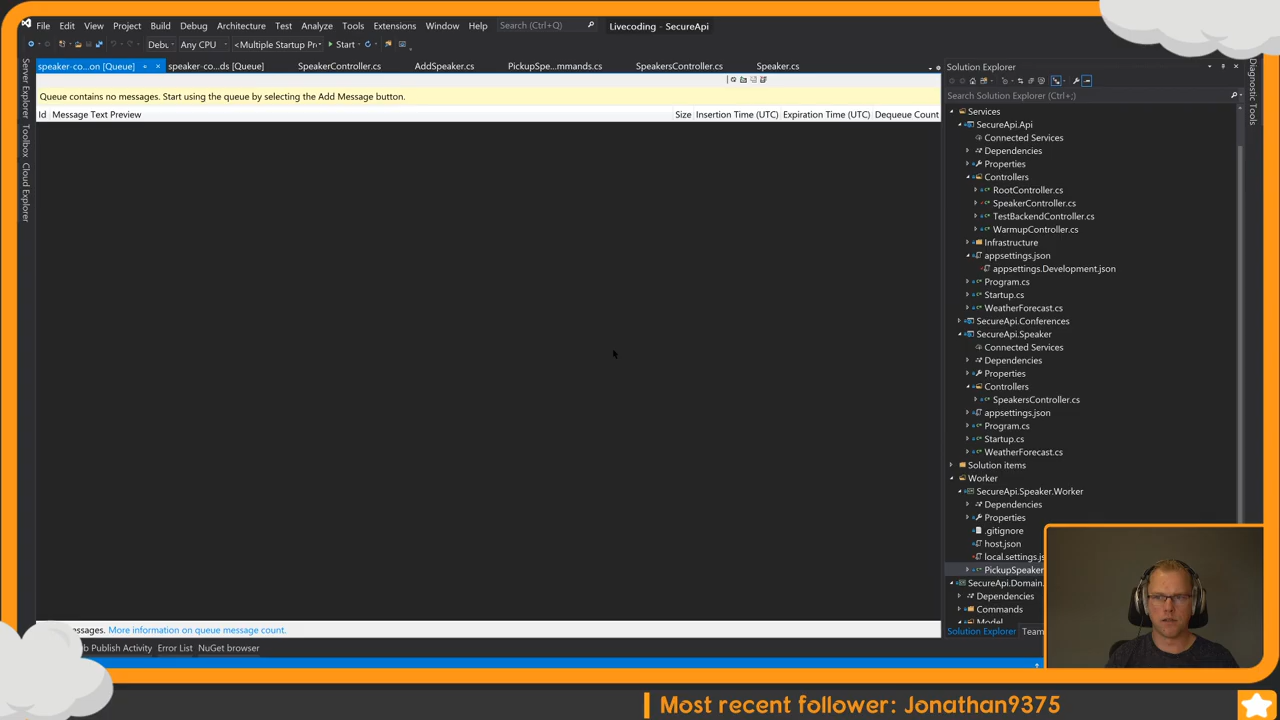 File Edit View Project Build Debug Architecture Test Analyze Tools Extensions Window Help Search (Ctrl+Q) Livecoding - SecureApi
Debu Any CPU <Multiple Startup Pr Start
speaker-co...on [Queue] speaker-co...ds [Queue] SpeakerController.cs AddSpeaker.cs PickupSpe...mmands.cs SpeakersController.cs Speaker.cs
Server Explorer
Toolbox
Cloud Explorer
Queue contains no messages. Start using the queue by selecting the Add Message button.
Id Message Text Preview Size Insertion Time (UTC) Expiration Time (UTC) Dequeue Count
essages. More information on queue message count.
b Publish Activity Error List NuGet browser
Solution Explorer
Search Solution Explorer (Ctrl+;)
Services
SecureApi.Api
Connected Services
Dependencies
Properties
Controllers
RootController.cs
SpeakerController.cs
TestBackendController.cs
WarmupController.cs
Infrastructure
appsettings.json
appsettings.Development.json
Program.cs
Startup.cs
WeatherForecast.cs
SecureApi.Conferences
SecureApi.Speaker
Connected Services
Dependencies
Properties
Controllers
SpeakersController.cs
appsettings.json
Program.cs
Startup.cs
WeatherForecast.cs
Solution items
Worker
SecureApi.Speaker.Worker
Dependencies
Properties
.gitignore
host.json
local.settings.js
PickupSpeaker
SecureApi.Domain.
Dependencies
Commands
Model
Solution Explorer Team
Diagnostic Tools
Most recent follower: Jonathan9375